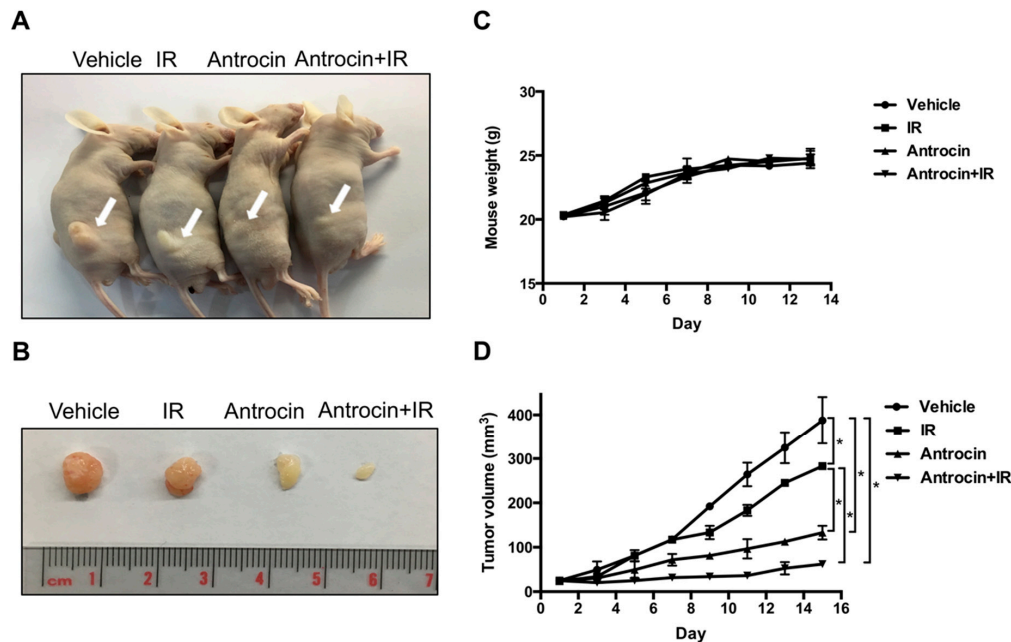 A
Vehicle IR Antrocin Antrocin+IR
B
Vehicle IR Antrocin Antrocin+IR
cm 1 2 3 4 5 6 7
C
Mouse weight (g)
30
25
20
15
0 2 4 6 8 10 12 14
Day
Vehicle
IR
Antrocin
Antrocin+IR
D
Tumor volume (mm³)
400
300
200
100
0
0 2 4 6 8 10 12 14 16
Day
Vehicle
IR
Antrocin
Antrocin+IR
* * * * *